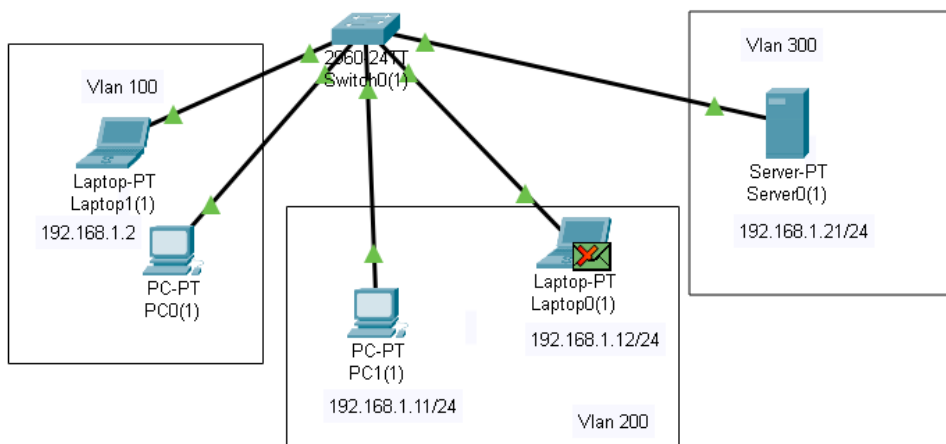 Vlan 300
2960-24TT
Switch0(1)
Vlan 100
Laptop-PT
Laptop1(1)
192.168.1.2
PC-PT
PC0(1)
Server-PT
Server0(1)
192.168.1.21/24
Laptop-PT
Laptop0(1)
192.168.1.12/24
PC-PT
PC1(1)
192.168.1.11/24
Vlan 200